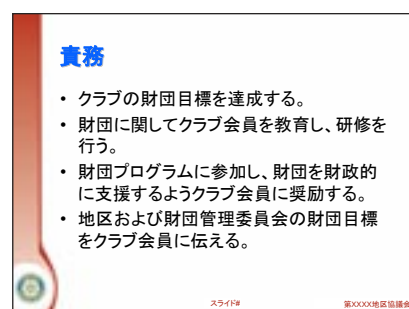 責務
• クラブの財団目標を達成する。
• 財団に関してクラブ会員を教育し、研修を
行う。
• 財団プログラムに参加し、財団を財政的
に支援するようクラブ会員に奨励する。
• 地区および財団管理委員会の財団目標
をクラブ会員に伝える。
スライド# 第XXXX地区協議会